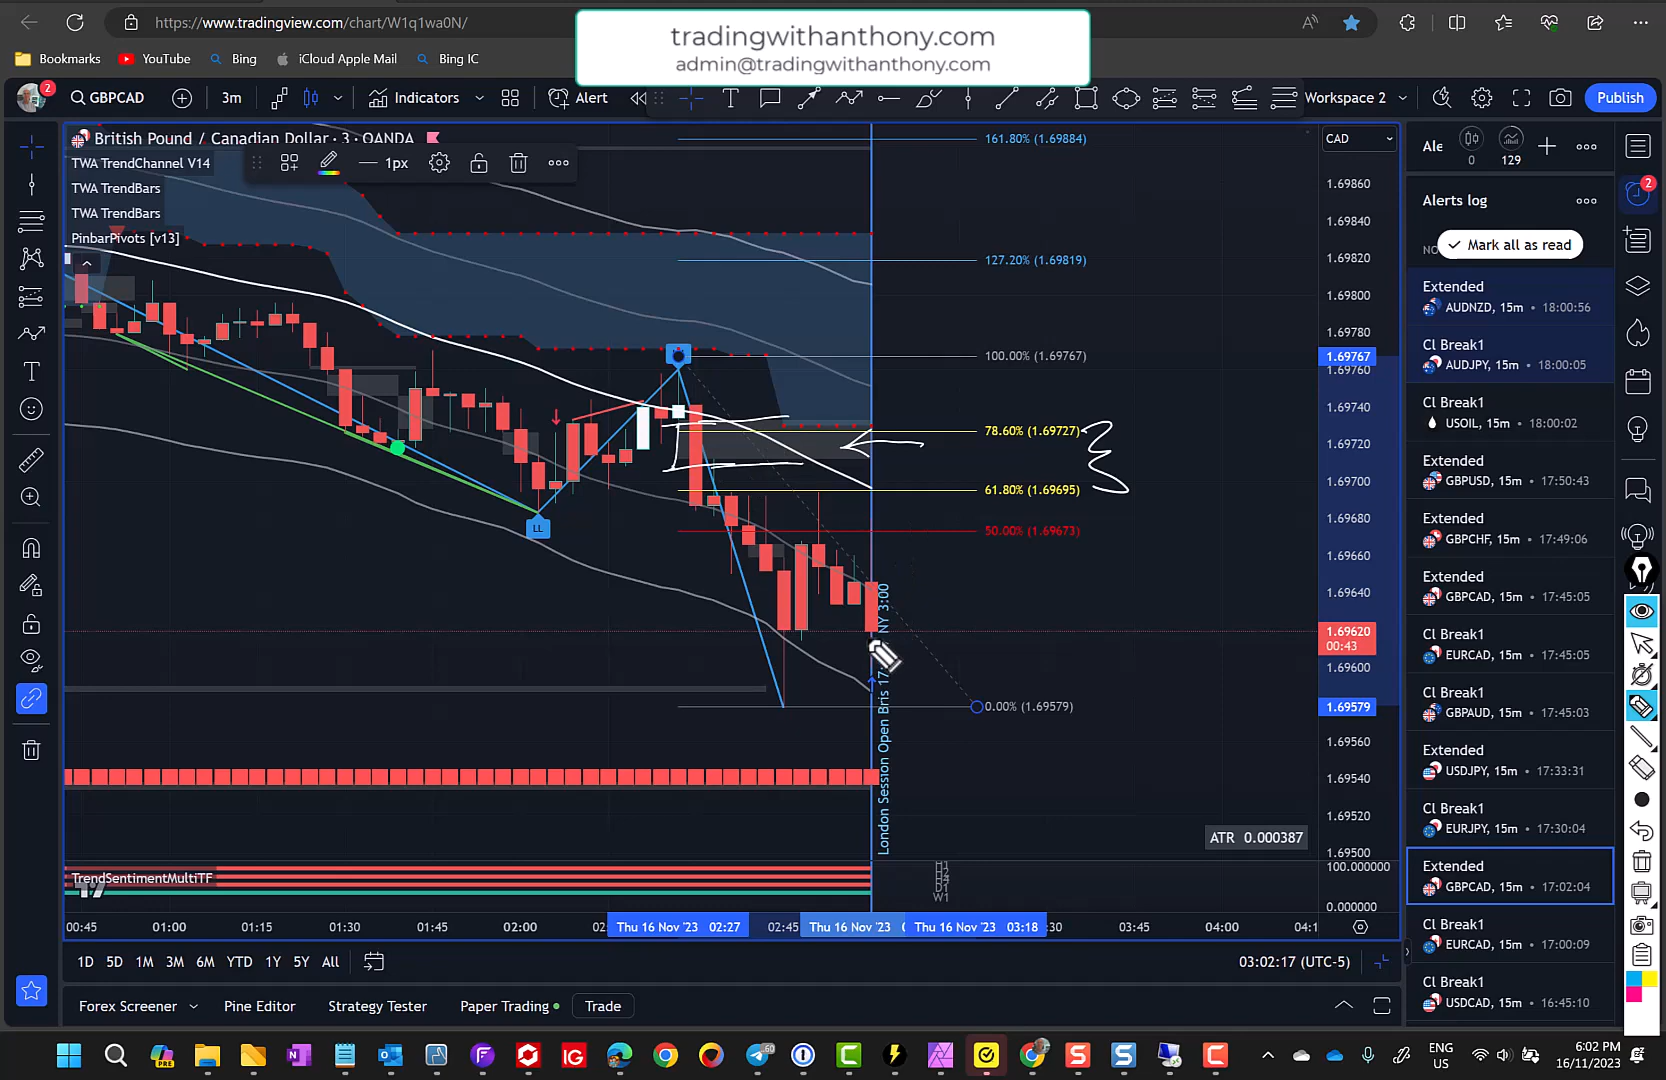 https://www.tradingview.com/chart/W1q1wa0N/
tradingwithanthony.com
admin@tradingwithanthony.com
Bookmarks
YouTube
Bing
iCloud Apple Mail
Bing IC
2
GBPCAD
3m
Indicators
Alert
Workspace 2
Publish
British Pound / Canadian Dollar · 3 · OANDA
TWA TrendChannel V14
1px
TWA TrendBars
TWA TrendBars
PinbarPivots [v13]
161.80% (1.69884)
127.20% (1.69819)
100.00% (1.69767)
78.60% (1.69727)
61.80% (1.69695)
50.00% (1.69673)
0.00% (1.69579)
LL
London Session Open Bris 17:
NY 3:00
CAD
1.69860
1.69840
1.69820
1.69800
1.69780
1.69767
1.69760
1.69740
1.69720
1.69700
1.69680
1.69660
1.69640
1.69620
00:43
1.69600
1.69579
1.69560
1.69540
1.69520
1.69500
ATR 0.000387
100.000000
0.000000
TrendSentimentMultiTF
H1
H2
H4
D1
W1
00:45
01:00
01:15
01:30
01:45
02:00
Thu 16 Nov '23 02:27
02:45
Thu 16 Nov '23
Thu 16 Nov '23 03:18
:30
03:45
04:00
04:1
1D
5D
1M
3M
6M
YTD
1Y
5Y
All
03:02:17 (UTC-5)
Forex Screener
Pine Editor
Strategy Tester
Paper Trading
Trade
Ale
0
129
Alerts log
NO
Mark all as read
2
Extended
AUDNZD, 15m • 18:00:56
Cl Break1
AUDJPY, 15m • 18:00:05
Cl Break1
USOIL, 15m • 18:00:02
Extended
GBPUSD, 15m • 17:50:43
Extended
GBPCHF, 15m • 17:49:06
Extended
GBPCAD, 15m • 17:45:05
Cl Break1
EURCAD, 15m • 17:45:05
Cl Break1
GBPAUD, 15m • 17:45:03
Extended
USDJPY, 15m • 17:33:31
Cl Break1
EURJPY, 15m • 17:30:04
Extended
GBPCAD, 15m • 17:02:04
Cl Break1
EURCAD, 15m • 17:00:09
Cl Break1
USDCAD, 15m • 16:45:10
PRE
60
IG
ENG
US
6:02 PM
16/11/2023